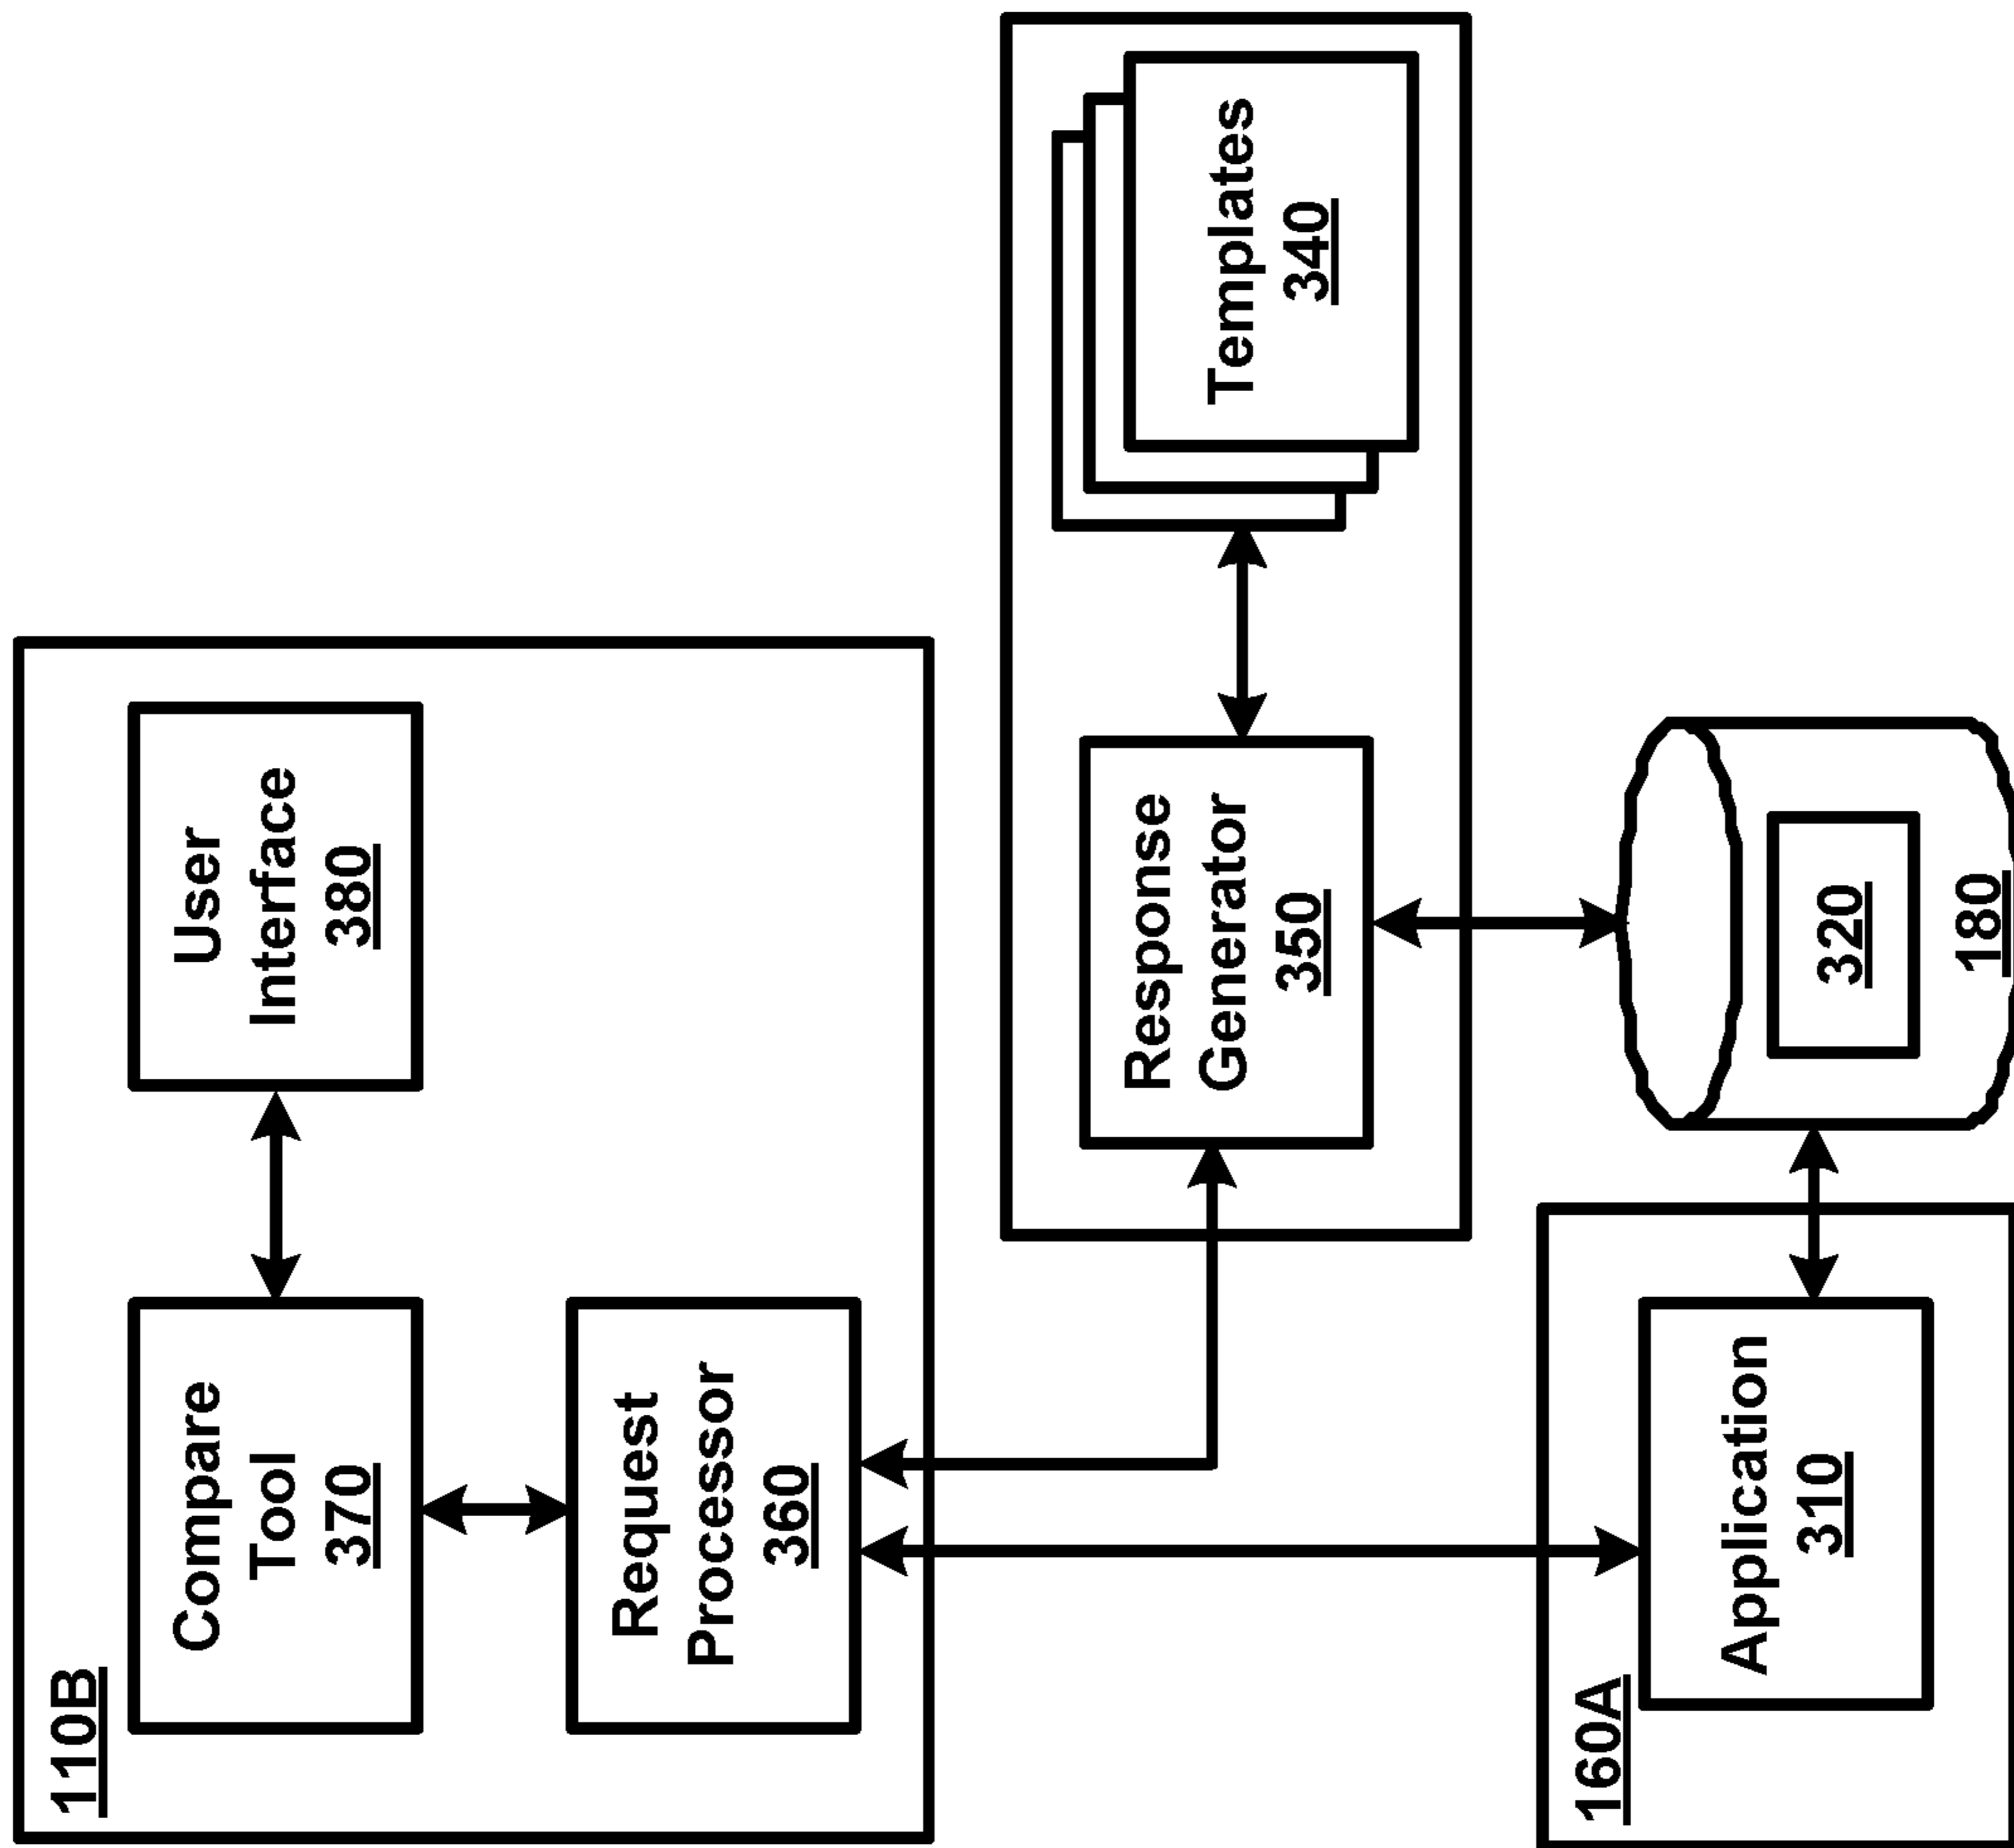 110B
Compare
Tool
370
User
Interface
380
Request
Processor
360
Response
Generator
350
Templates
340
160A
Application
310
320
180